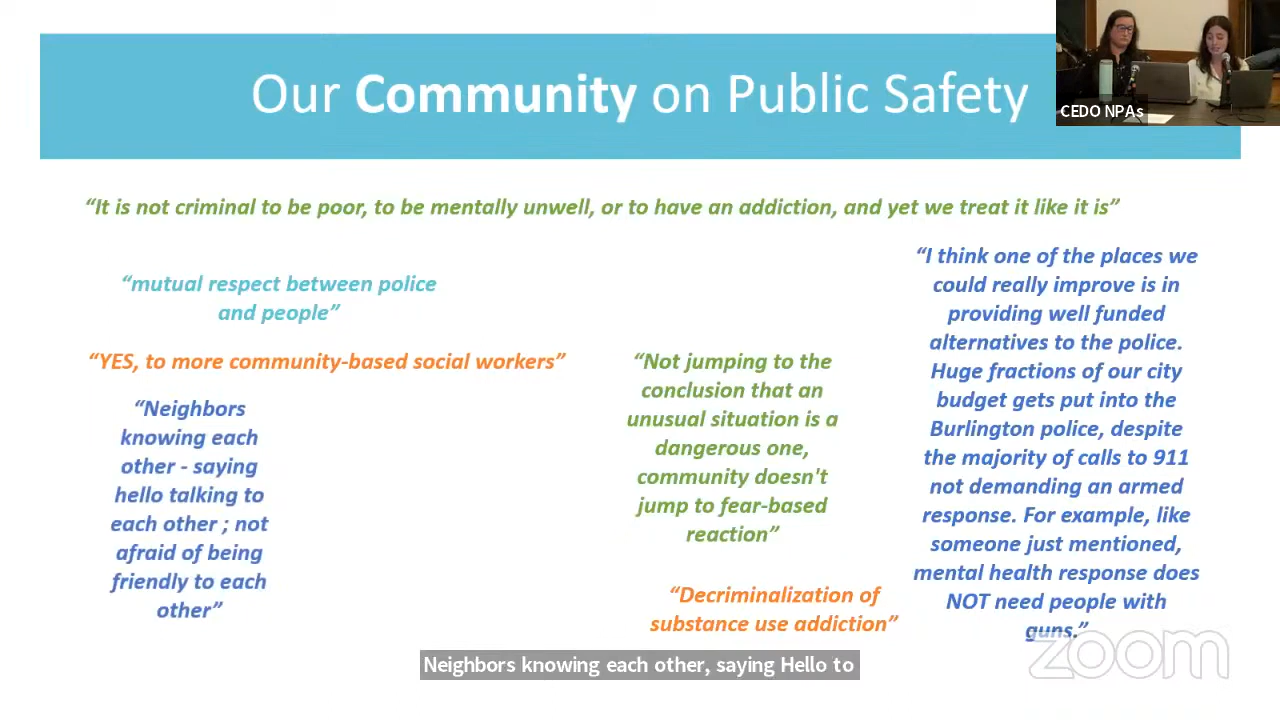 Our Community on Public Safety
CEDO NPAs
“It is not criminal to be poor, to be mentally unwell, or to have an addiction, and yet we treat it like it is”
“mutual respect between police
and people”
“YES, to more community-based social workers”
“Neighbors
knowing each
other - saying
hello talking to
each other ; not
afraid of being
friendly to each
other”
“Not jumping to the
conclusion that an
unusual situation is a
dangerous one,
community doesn't
jump to fear-based
reaction”
“Decriminalization of
substance use addiction”
“I think one of the places we
could really improve is in
providing well funded
alternatives to the police.
Huge fractions of our city
budget gets put into the
Burlington police, despite
the majority of calls to 911
not demanding an armed
response. For example, like
someone just mentioned,
mental health response does
NOT need people with
guns.”
zoom
Neighbors knowing each other, saying Hello to